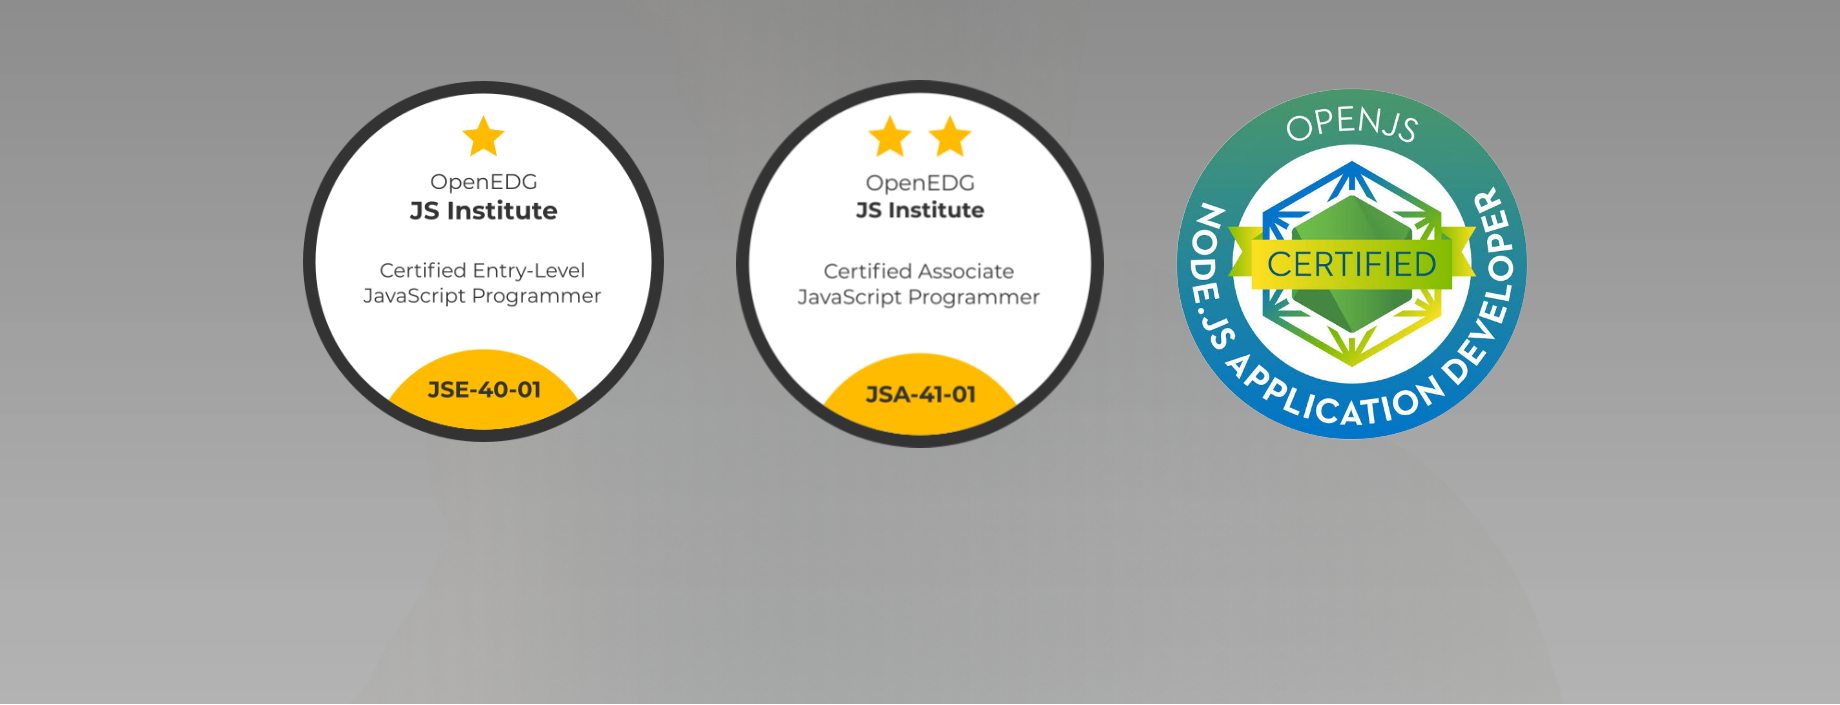 OpenEDG
JS Institute
Certified Entry-Level
JavaScript Programmer
JSE-40-01
OpenEDG
JS Institute
Certified Associate
JavaScript Programmer
JSA-41-01
OPENJS
CERTIFIED
NODE.JS APPLICATION DEVELOPER